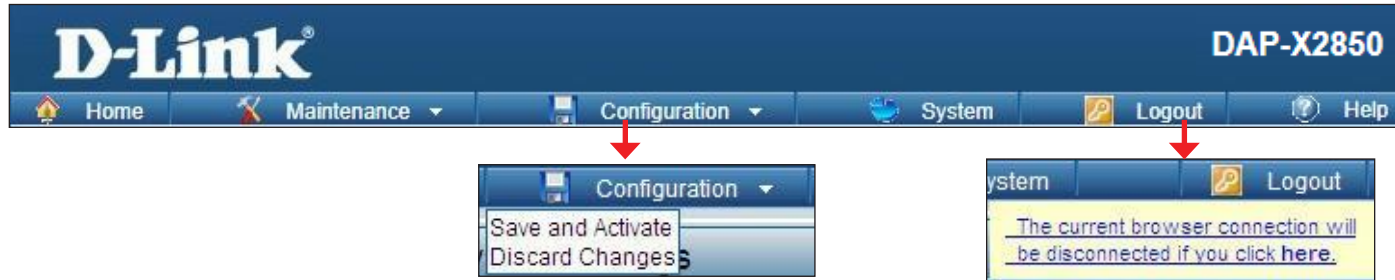 D-Link®
DAP-X2850
Home Maintenance Configuration System Logout Help
Configuration
Save and Activate
Discard Changes
ystem Logout
The current browser connection will
be disconnected if you click here.